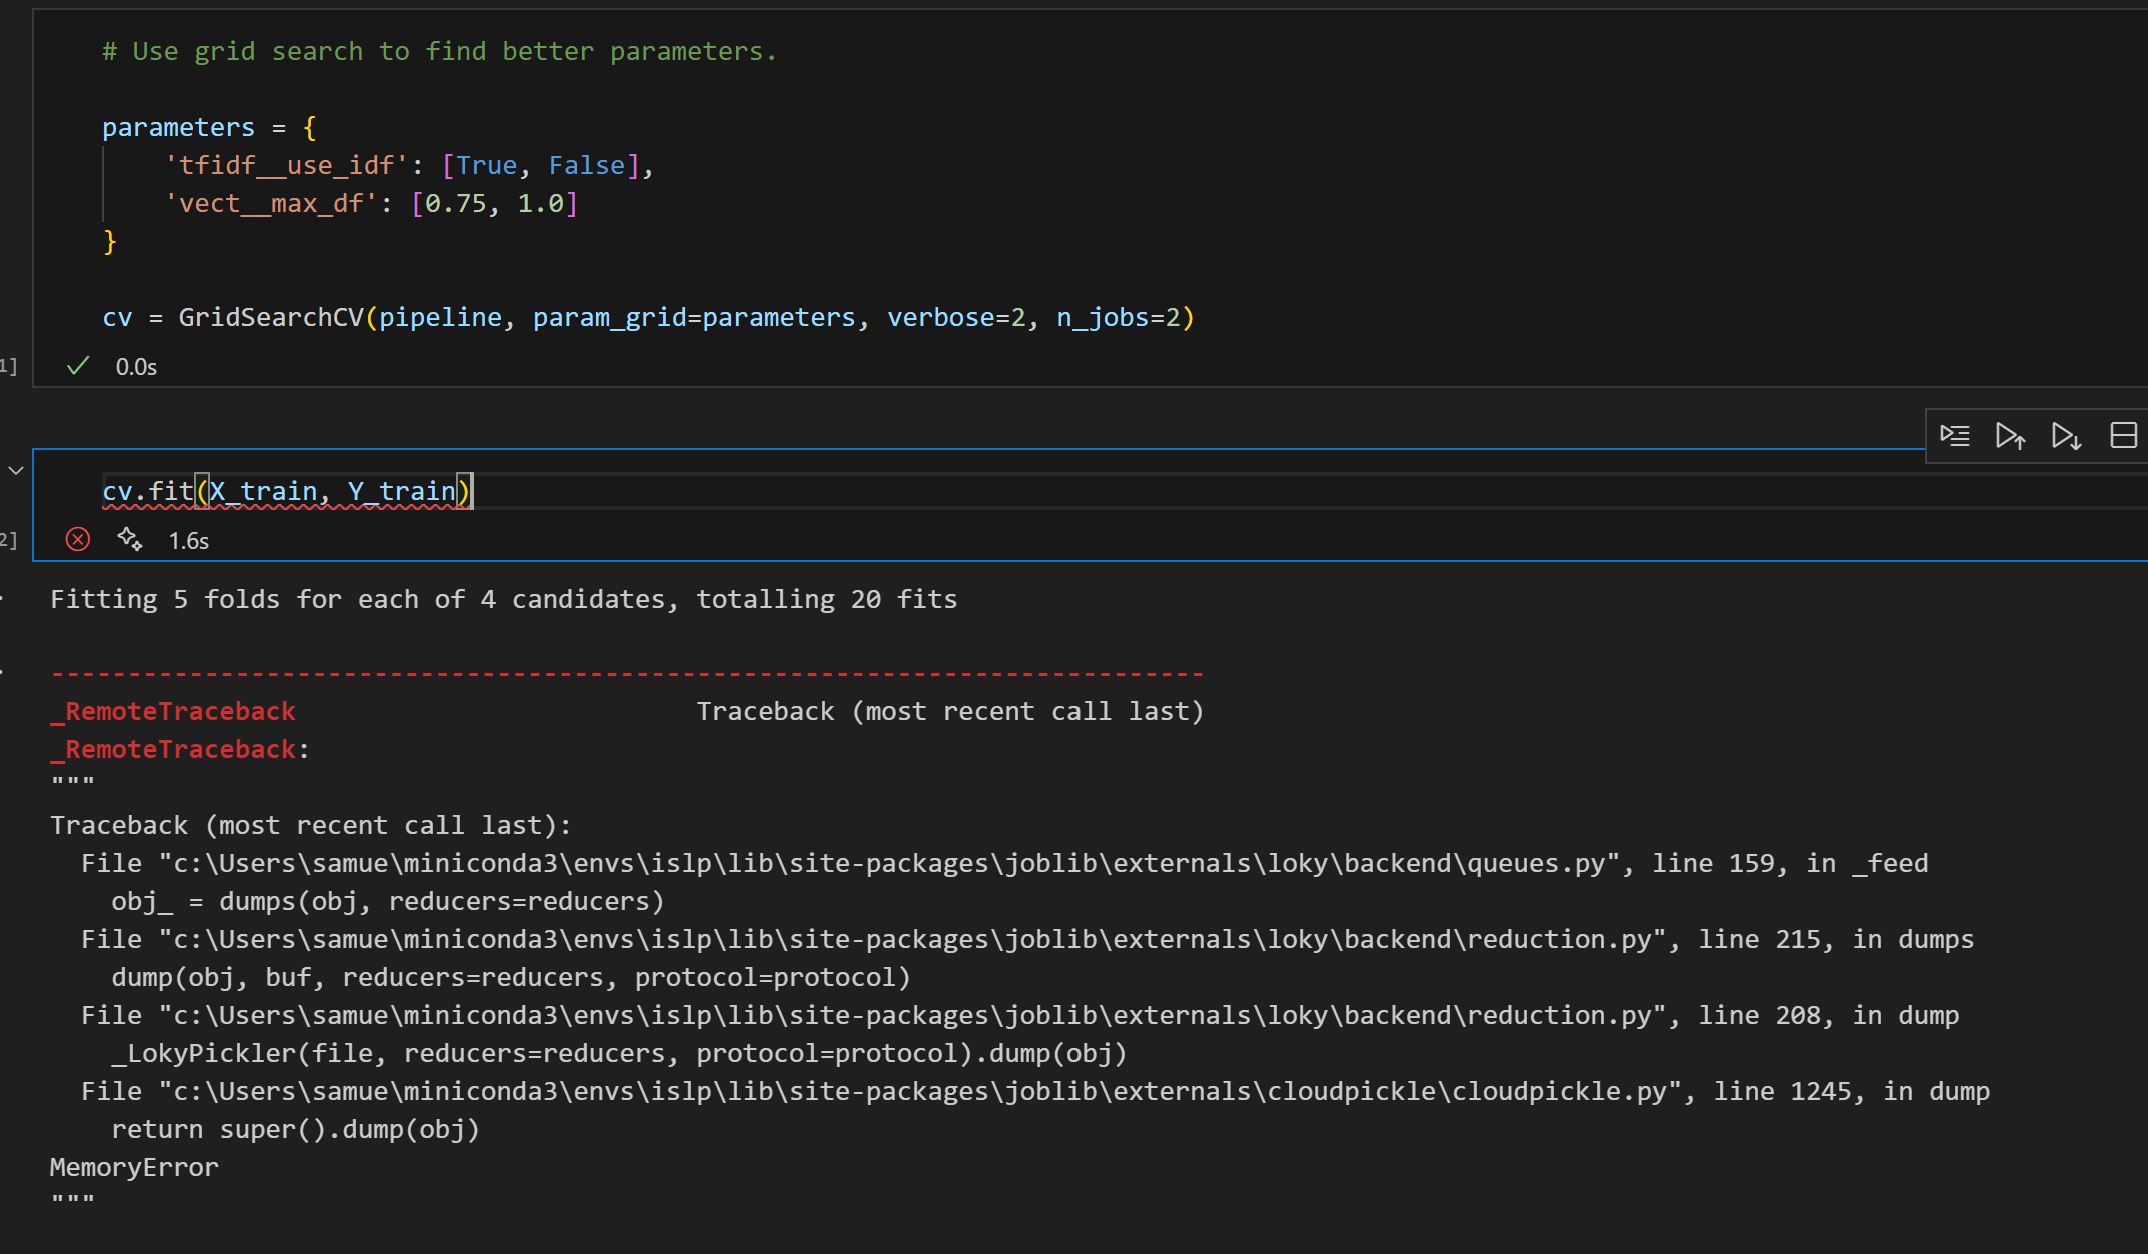 # Use grid search to find better parameters.
parameters = {
'tfidf__use_idf': [True, False],
'vect__max_df': [0.75, 1.0]
}
cv = GridSearchCV(pipeline, param_grid=parameters, verbose=2, n_jobs=2)
1]
0.0s
cv.fit(X_train, Y_train)
2]
1.6s
Fitting 5 folds for each of 4 candidates, totalling 20 fits
---------------------------------------------------------------------------
_RemoteTraceback                          Traceback (most recent call last)
_RemoteTraceback:
"""
Traceback (most recent call last):
File "c:\Users\samue\miniconda3\envs\islp\lib\site-packages\joblib\externals\loky\backend\queues.py", line 159, in _feed
obj_ = dumps(obj, reducers=reducers)
File "c:\Users\samue\miniconda3\envs\islp\lib\site-packages\joblib\externals\loky\backend\reduction.py", line 215, in dumps
dump(obj, buf, reducers=reducers, protocol=protocol)
File "c:\Users\samue\miniconda3\envs\islp\lib\site-packages\joblib\externals\loky\backend\reduction.py", line 208, in dump
_LokyPickler(file, reducers=reducers, protocol=protocol).dump(obj)
File "c:\Users\samue\miniconda3\envs\islp\lib\site-packages\joblib\externals\cloudpickle\cloudpickle.py", line 1245, in dump
return super().dump(obj)
MemoryError
"""